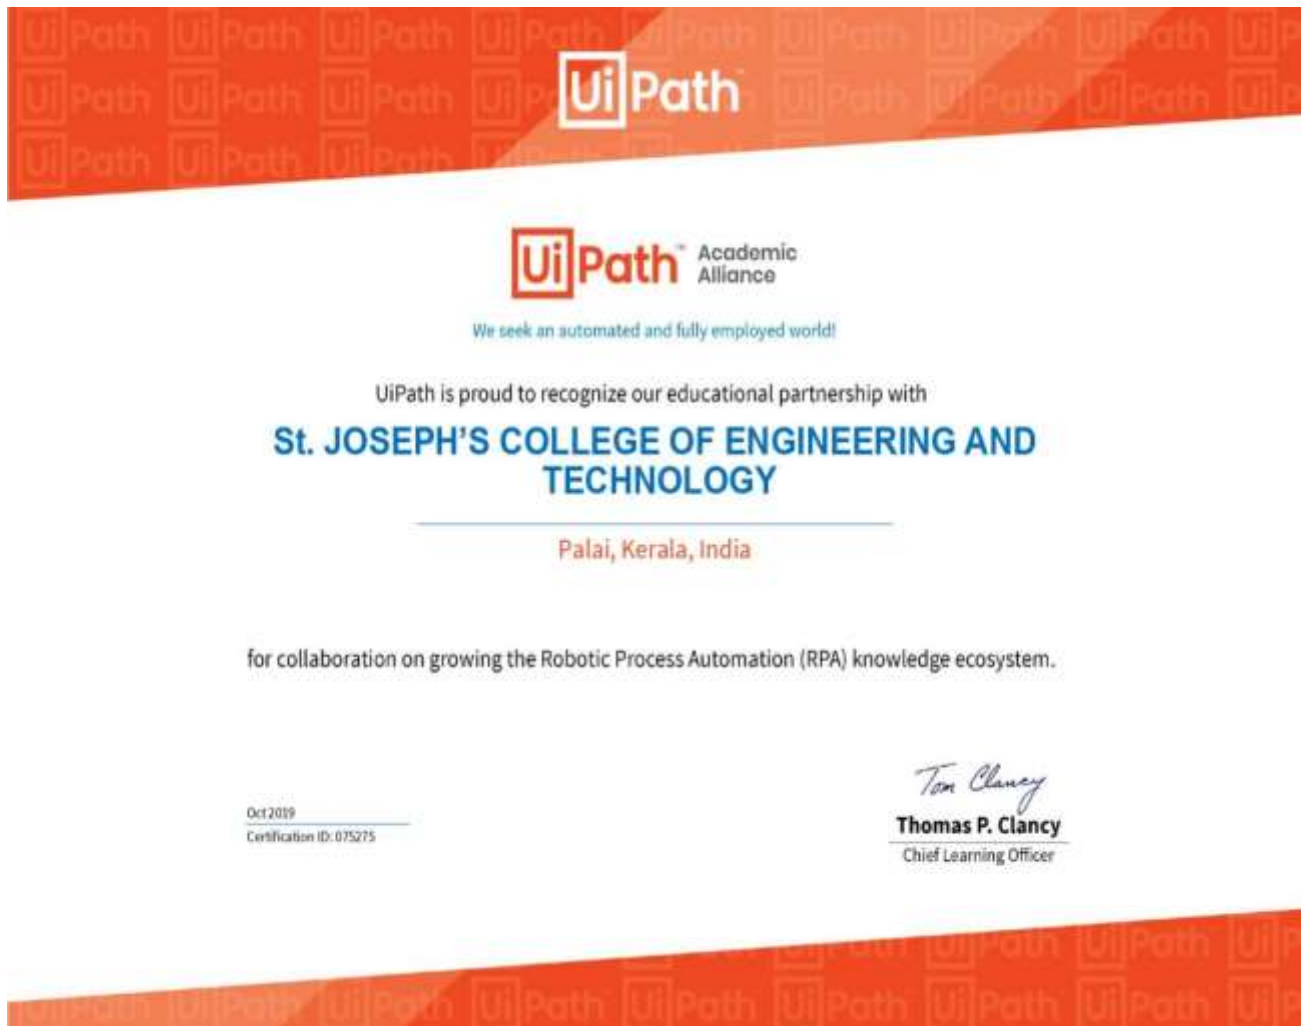 UiPath
UiPath Academic
Alliance
We seek an automated and fully employed world!
UiPath is proud to recognize our educational partnership with
St. JOSEPH'S COLLEGE OF ENGINEERING AND
TECHNOLOGY
Palai, Kerala, India
for collaboration on growing the Robotic Process Automation (RPA) knowledge ecosystem.
Tom Clancy
Oct 2019
Thomas P. Clancy
Certification ID: 075275
Chief Learning Officer